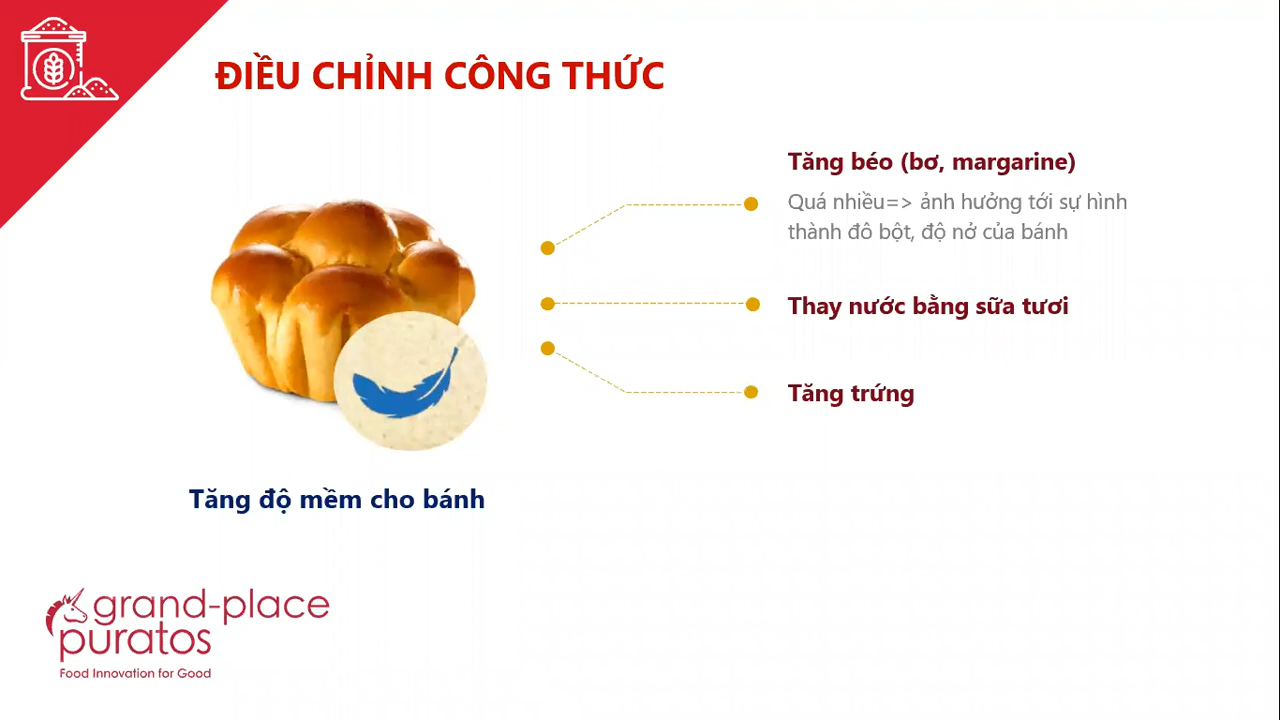 ĐIỀU CHỈNH CÔNG THỨC
Tăng béo (bơ, margarine)
Quá nhiều=> ảnh hưởng tới sự hình
thành đô bột, độ nở của bánh
Thay nước bằng sữa tươi
Tăng trứng
Tăng độ mềm cho bánh
grand-place
puratos
Food Innovation for Good